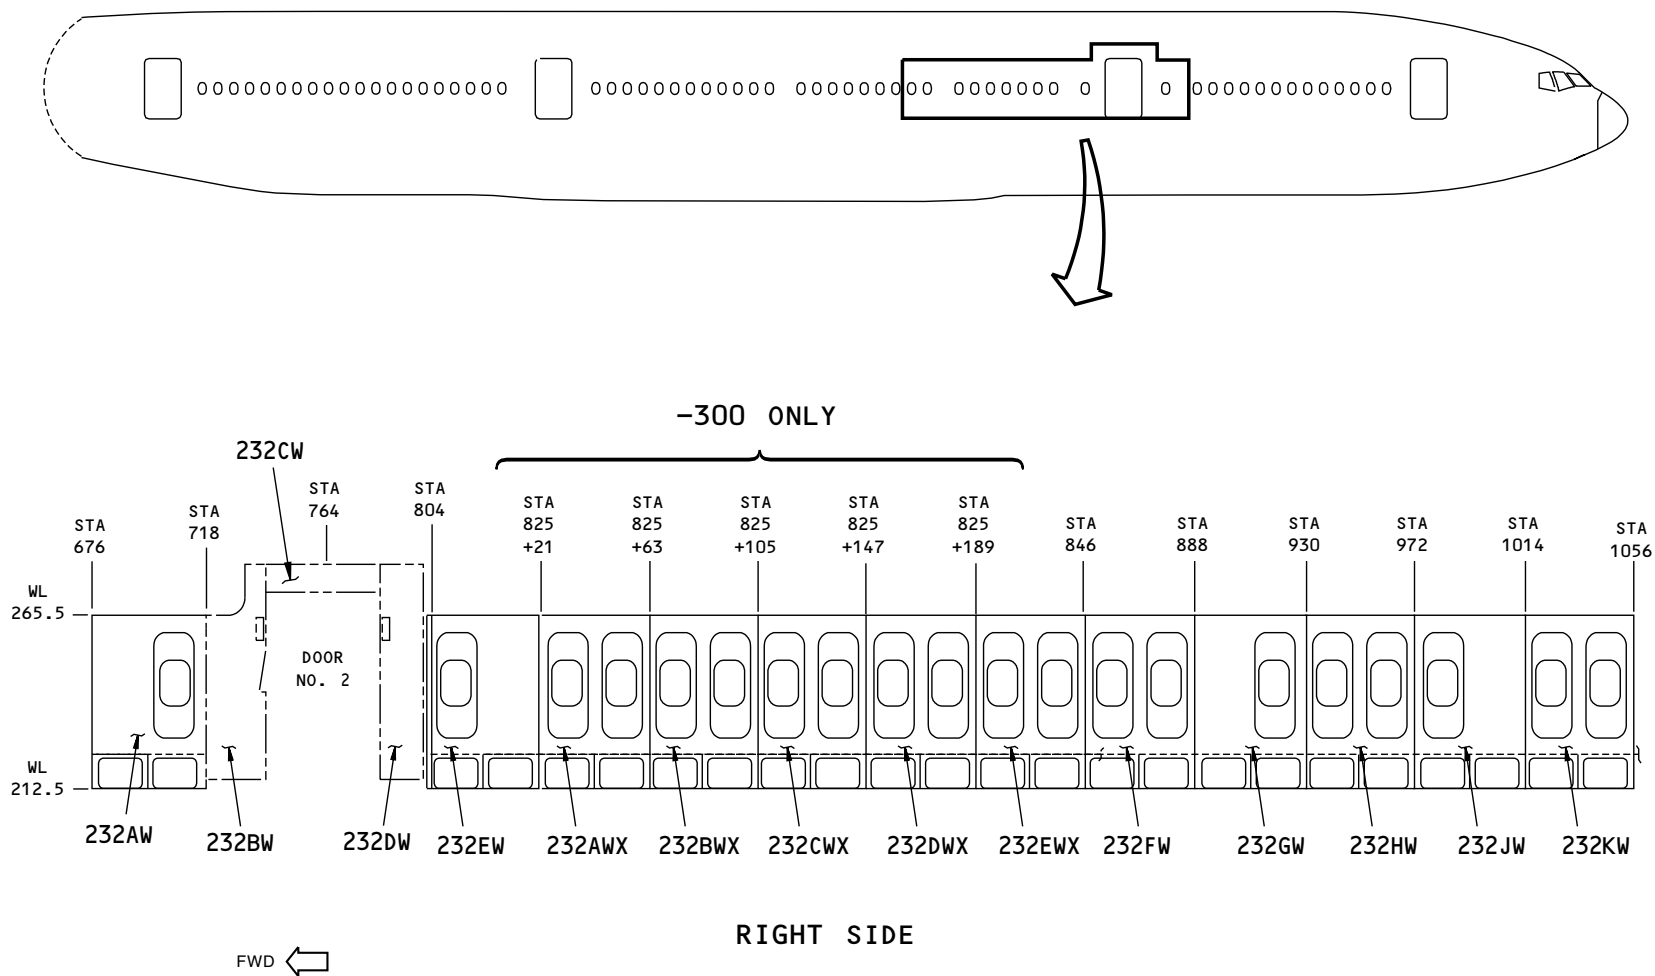 -300 ONLY
232CW
STA
676
STA
718
STA
764
STA
804
STA
825
+21
STA
825
+63
STA
825
+105
STA
825
+147
STA
825
+189
STA
846
STA
888
STA
930
STA
972
STA
1014
STA
1056
WL
265.5
DOOR
NO. 2
WL
212.5
232AW
232BW
232DW
232EW
232AWX
232BWX
232CWX
232DWX
232EWX
232FW
232GW
232HW
232JW
232KW
RIGHT SIDE
FWD